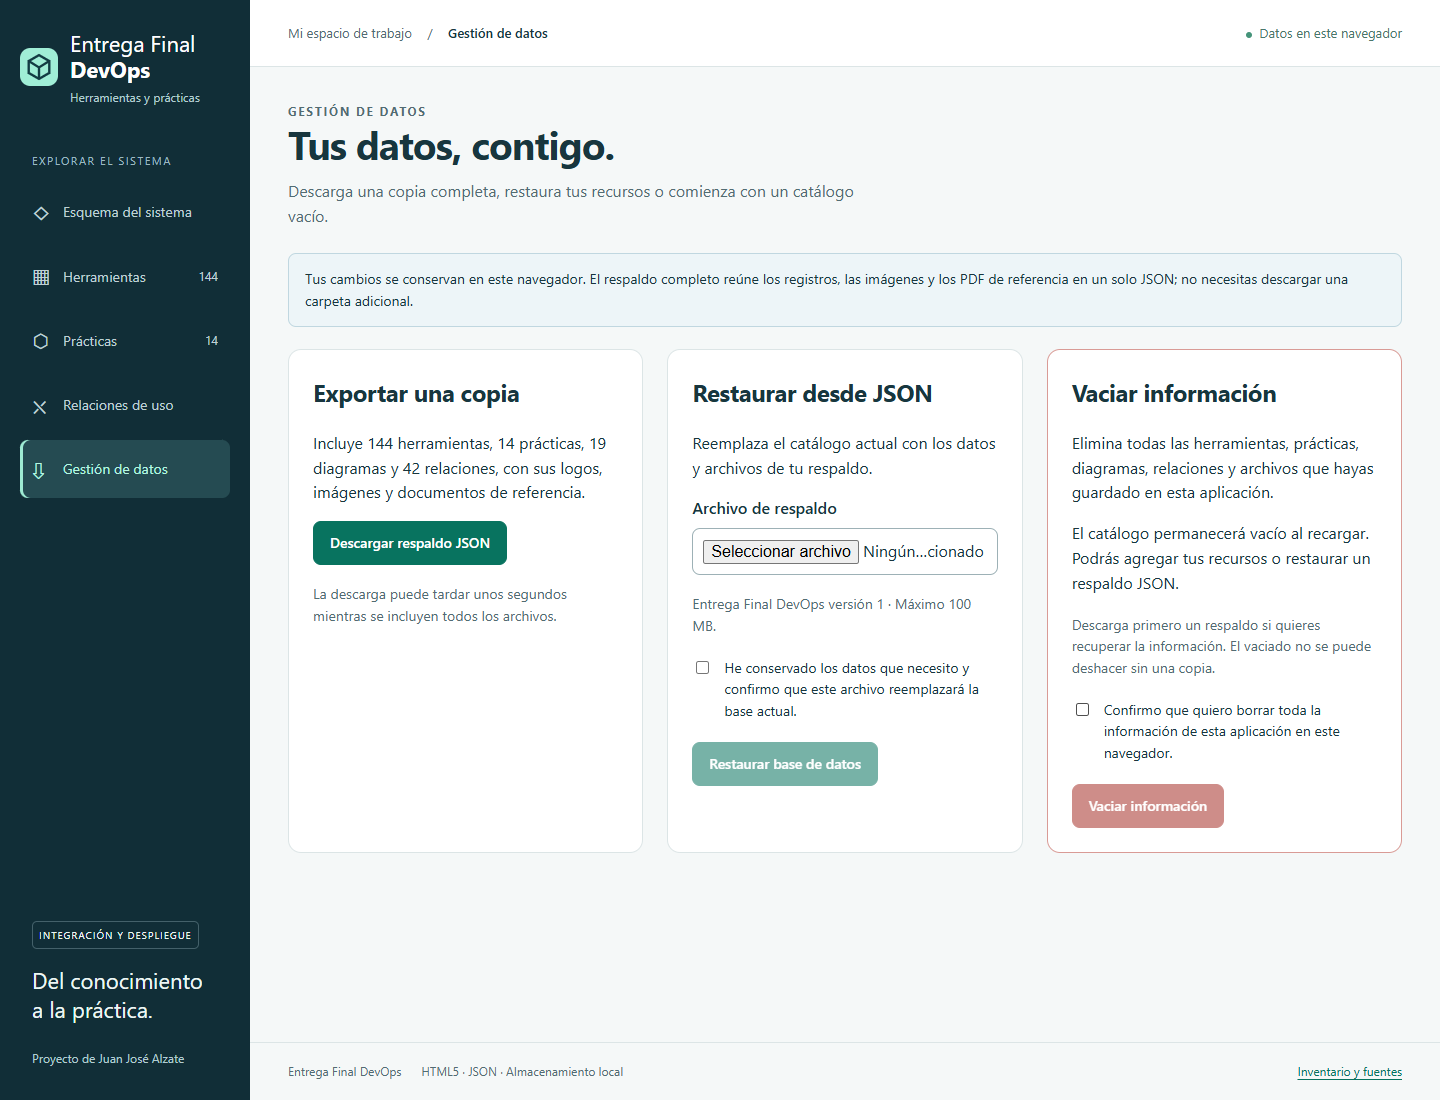 Entrega Final
DevOps
Herramientas y prácticas
EXPLORAR EL SISTEMA
Esquema del sistema
Herramientas 144
Prácticas 14
Relaciones de uso
Gestión de datos
INTEGRACIÓN Y DESPLIEGUE
Del conocimiento
a la práctica.
Proyecto de Juan José Alzate
Mi espacio de trabajo / Gestión de datos
Datos en este navegador
GESTIÓN DE DATOS
Tus datos, contigo.
Descarga una copia completa, restaura tus recursos o comienza con un catálogo
vacío.
Tus cambios se conservan en este navegador. El respaldo completo reúne los registros, las imágenes y los PDF de referencia en un solo JSON; no necesitas descargar una
carpeta adicional.
Exportar una copia
Incluye 144 herramientas, 14 prácticas, 19
diagramas y 42 relaciones, con sus logos,
imágenes y documentos de referencia.
Descargar respaldo JSON
La descarga puede tardar unos segundos
mientras se incluyen todos los archivos.
Restaurar desde JSON
Reemplaza el catálogo actual con los datos
y archivos de tu respaldo.
Archivo de respaldo
Seleccionar archivo Ningún...cionado
Entrega Final DevOps versión 1 · Máximo 100
MB.
He conservado los datos que necesito y
confirmo que este archivo reemplazará la
base actual.
Restaurar base de datos
Vaciar información
Elimina todas las herramientas, prácticas,
diagramas, relaciones y archivos que hayas
guardado en esta aplicación.
El catálogo permanecerá vacío al recargar.
Podrás agregar tus recursos o restaurar un
respaldo JSON.
Descarga primero un respaldo si quieres
recuperar la información. El vaciado no se puede
deshacer sin una copia.
Confirmo que quiero borrar toda la
información de esta aplicación en este
navegador.
Vaciar información
Entrega Final DevOps HTML5 · JSON · Almacenamiento local
Inventario y fuentes